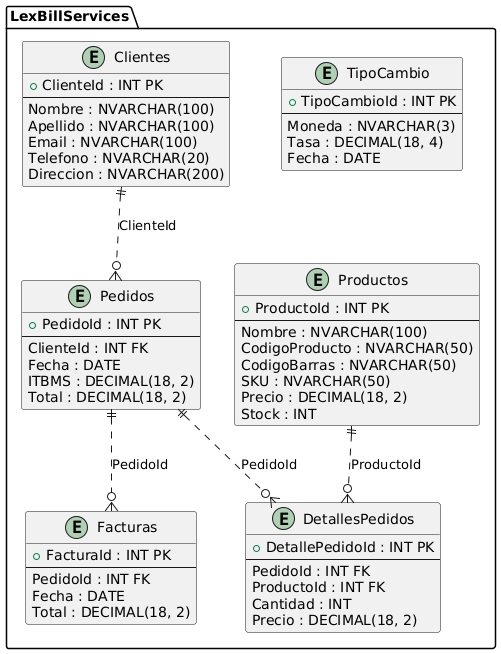 LexBillServices
E Clientes
ClienteId : INT PK
Nombre : NVARCHAR(100)
Apellido : NVARCHAR(100)
Email : NVARCHAR(100)
Telefono : NVARCHAR(20)
Direccion : NVARCHAR(200)
E TipoCambio
TipoCambioId : INT PK
Moneda : NVARCHAR(3)
Tasa : DECIMAL(18, 4)
Fecha : DATE
ClienteId
E Pedidos
PedidoId : INT PK
ClienteId : INT FK
Fecha : DATE
ITBMS : DECIMAL(18, 2)
Total : DECIMAL(18, 2)
E Productos
ProductoId : INT PK
Nombre : NVARCHAR(100)
CodigoProducto : NVARCHAR(50)
CodigoBarras : NVARCHAR(50)
SKU : NVARCHAR(50)
Precio : DECIMAL(18, 2)
Stock : INT
PedidoId
PedidoId
ProductoId
E Facturas
FacturaId : INT PK
PedidoId : INT FK
Fecha : DATE
Total : DECIMAL(18, 2)
E DetallesPedidos
DetallePedidoId : INT PK
PedidoId : INT FK
ProductoId : INT FK
Cantidad : INT
Precio : DECIMAL(18, 2)